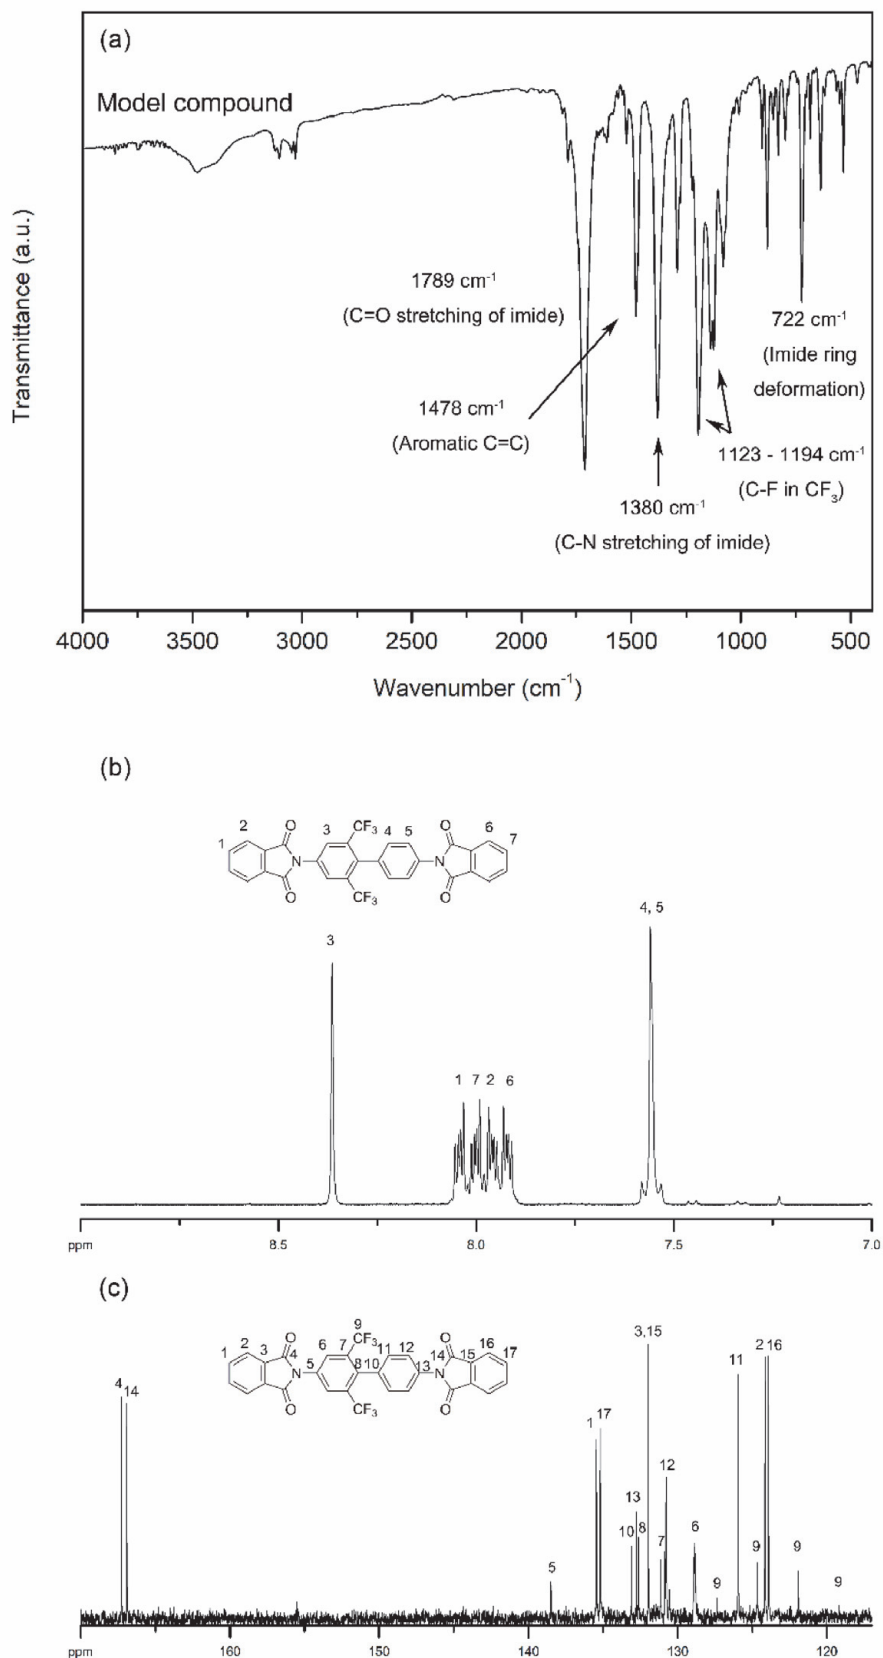 (a)
Model compound
Transmittance (a.u.)
1789 cm⁻¹
(C=O stretching of imide)
722 cm⁻¹
(Imide ring
deformation)
1478 cm⁻¹
(Aromatic C=C)
1123 - 1194 cm⁻¹
(C-F in CF₃)
1380 cm⁻¹
(C-N stretching of imide)
4000 3500 3000 2500 2000 1500 1000 500
Wavenumber (cm⁻¹)
(b)
1 2 O N O 3 CF₃ CF₃ 4 5 N O O 6 7
3
4, 5
1 7 2 6
ppm 8.5 8.0 7.5 7.0
(c)
1 2 3 4 O N O 5 6 7 8 9 CF₃ CF₃ 10 11 12 13 N 14 O O 15 16 17
4 14
5
1 17
10 13 8
3,15
7 12
6
9
11
9
2 16
9
9
ppm 160 150 140 130 120